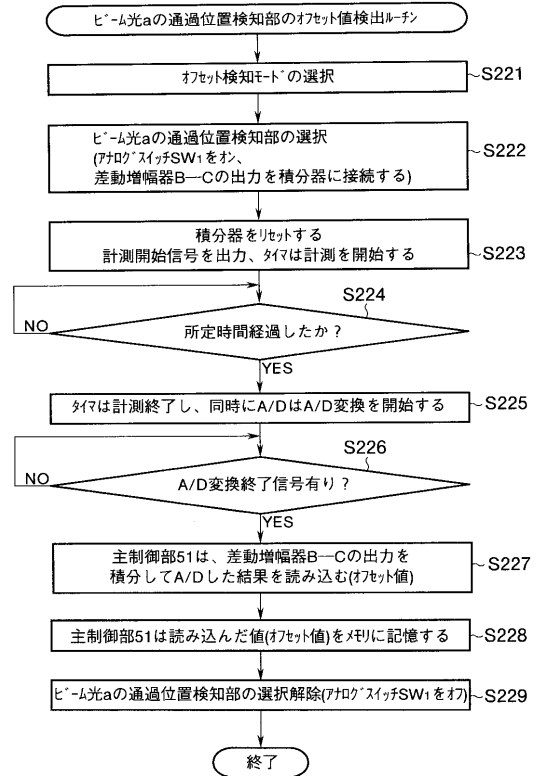 ﾋﾞｰﾑ光aの通過位置検知部のｵﾌｾｯﾄ値検出ﾙｰﾁﾝ
ｵﾌｾｯﾄ検知ﾓｰﾄﾞの選択
S221
ﾋﾞｰﾑ光aの通過位置検知部の選択
(ｱﾅﾛｸﾞｽｲｯﾁSW1をオン、
差動増幅器B―Cの出力を積分器に接続する)
S222
積分器をﾘｾｯﾄする
計測開始信号を出力、ﾀｲﾏは計測を開始する
S223
S224
所定時間経過したか？
NO
YES
ﾀｲﾏは計測終了し、同時にA/DはA/D変換を開始する
S225
S226
A/D変換終了信号有り？
NO
YES
主制御部51は、差動増幅器B―Cの出力を
積分してA/Dした結果を読み込む(ｵﾌｾｯﾄ値)
S227
主制御部51は読み込んだ値(ｵﾌｾｯﾄ値)をﾒﾓﾘに記憶する
S228
ﾋﾞｰﾑ光aの通過位置検知部の選択解除(ｱﾅﾛｸﾞｽｲｯﾁSW1をｵﾌ)
S229
終了